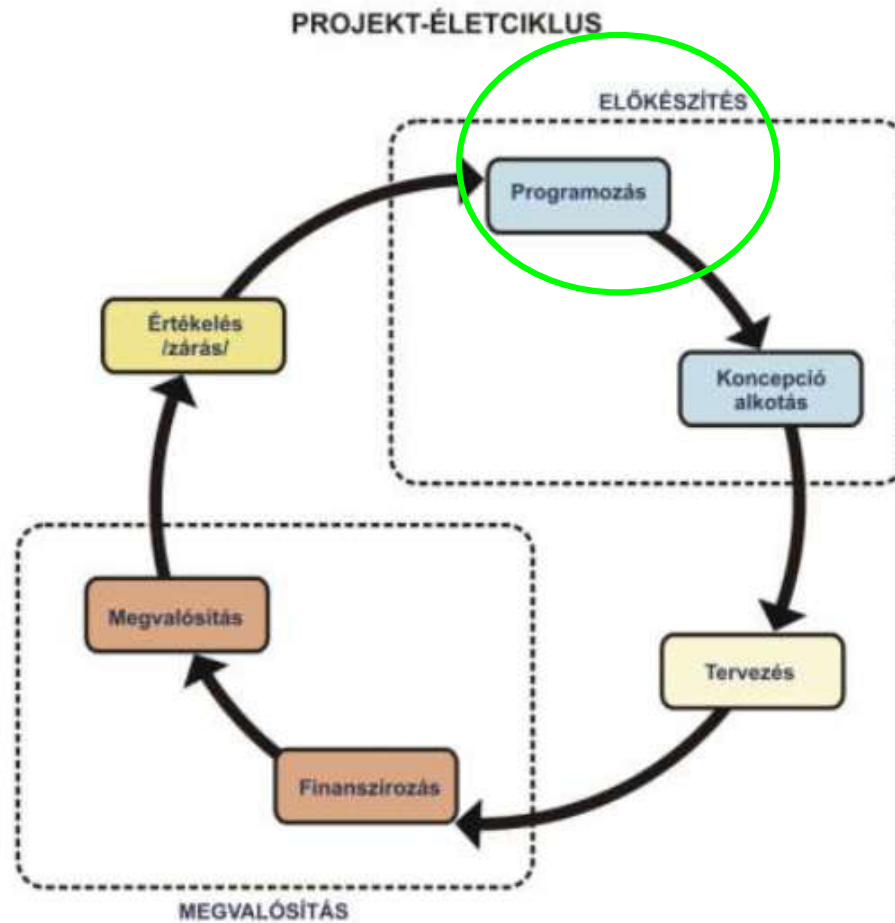 PROJEKT-ÉLETCIKLUS
ELŐKÉSZÍTÉS
Programozás
Koncepció
alkotás
Tervezés
Finanszírozás
Megvalósítás
Értékelés
/zárás/
MEGVALÓSÍTÁS